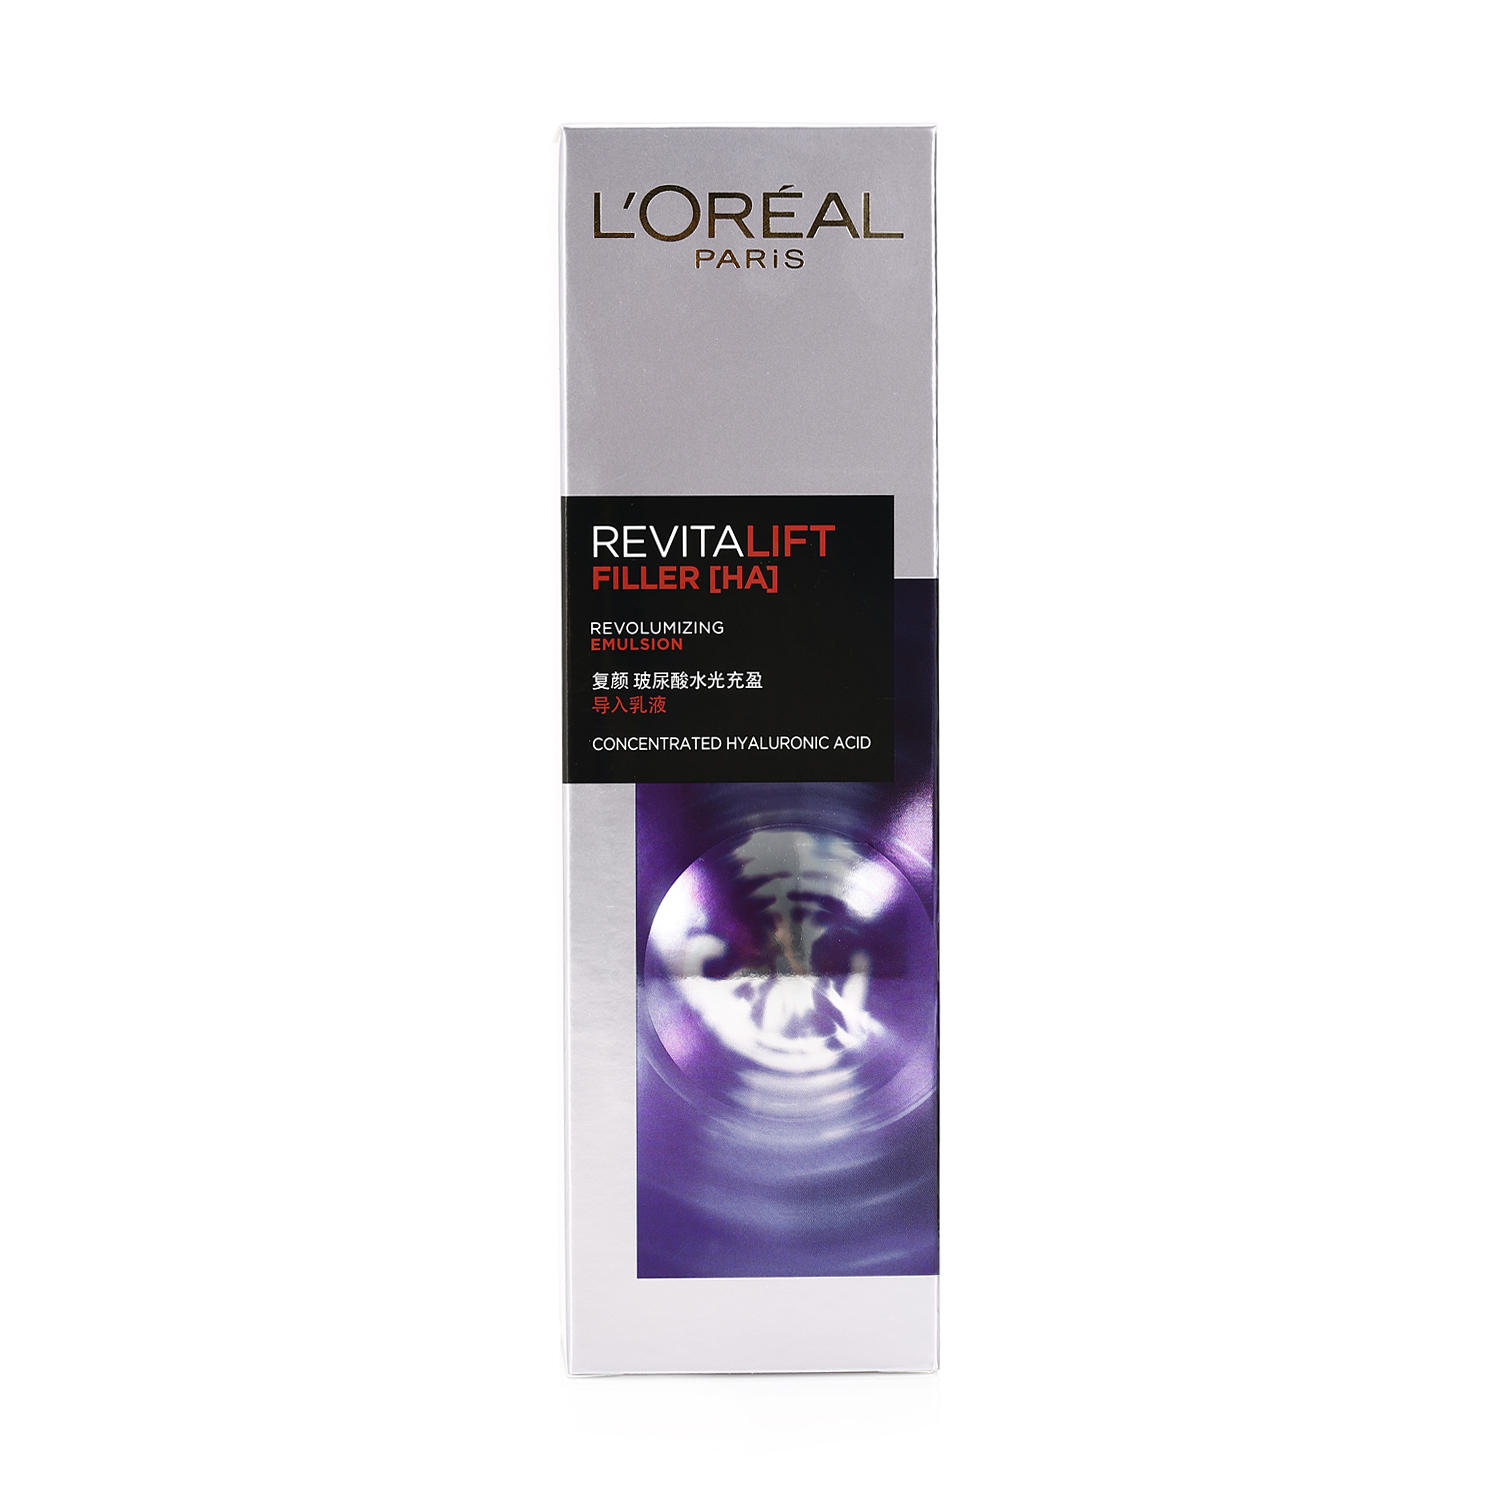 L'ORÉAL
PARiS
REVITALIFT
FILLER [HA]
REVOLUMIZING
EMULSION
复颜 玻尿酸水光充盈
导入乳液
CONCENTRATED HYALURONIC ACID